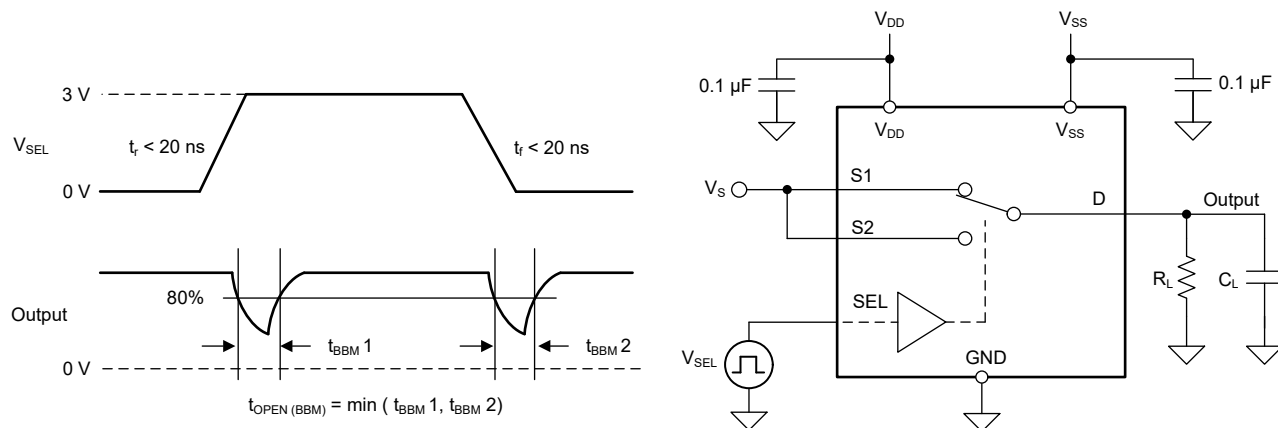 3 V
V_SEL
t_r < 20 ns
t_f < 20 ns
0 V
80%
Output
t_BBM 1
t_BBM 2
0 V
t_OPEN (BBM) = min ( t_BBM 1, t_BBM 2)
V_DD
V_SS
0.1 µF
0.1 µF
V_DD
V_SS
V_S
S1
D
Output
S2
R_L
C_L
SEL
V_SEL
GND